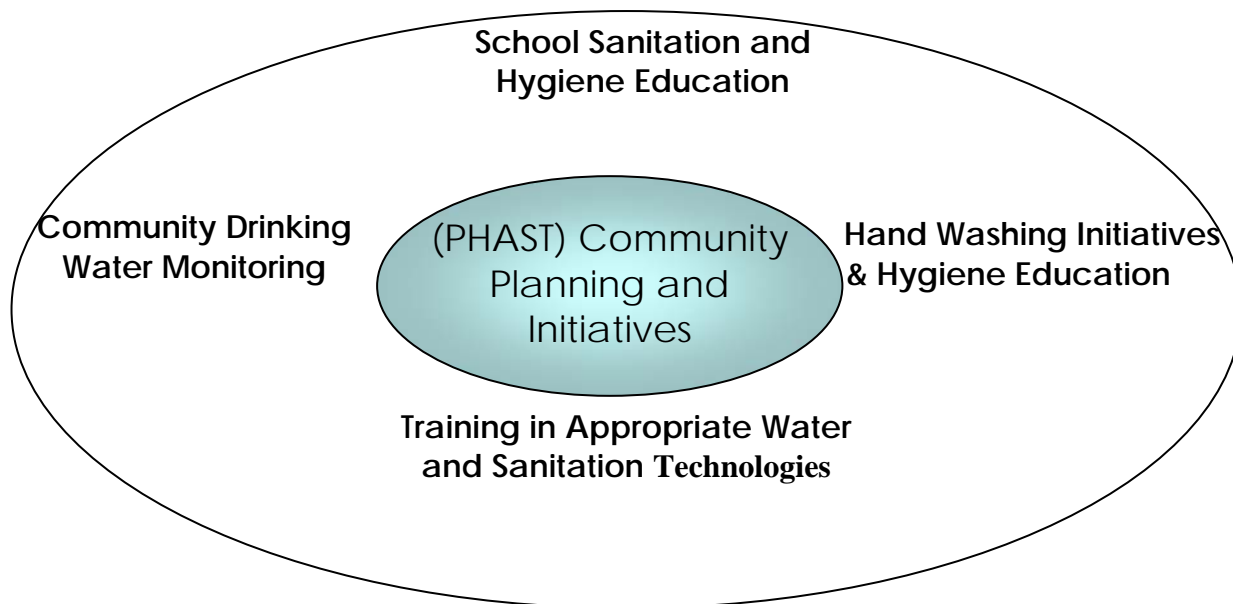 School Sanitation and
Hygiene Education
Community Drinking
Water Monitoring
(PHAST) Community
Planning and
Initiatives
Hand Washing Initiatives
& Hygiene Education
Training in Appropriate Water
and Sanitation Technologies